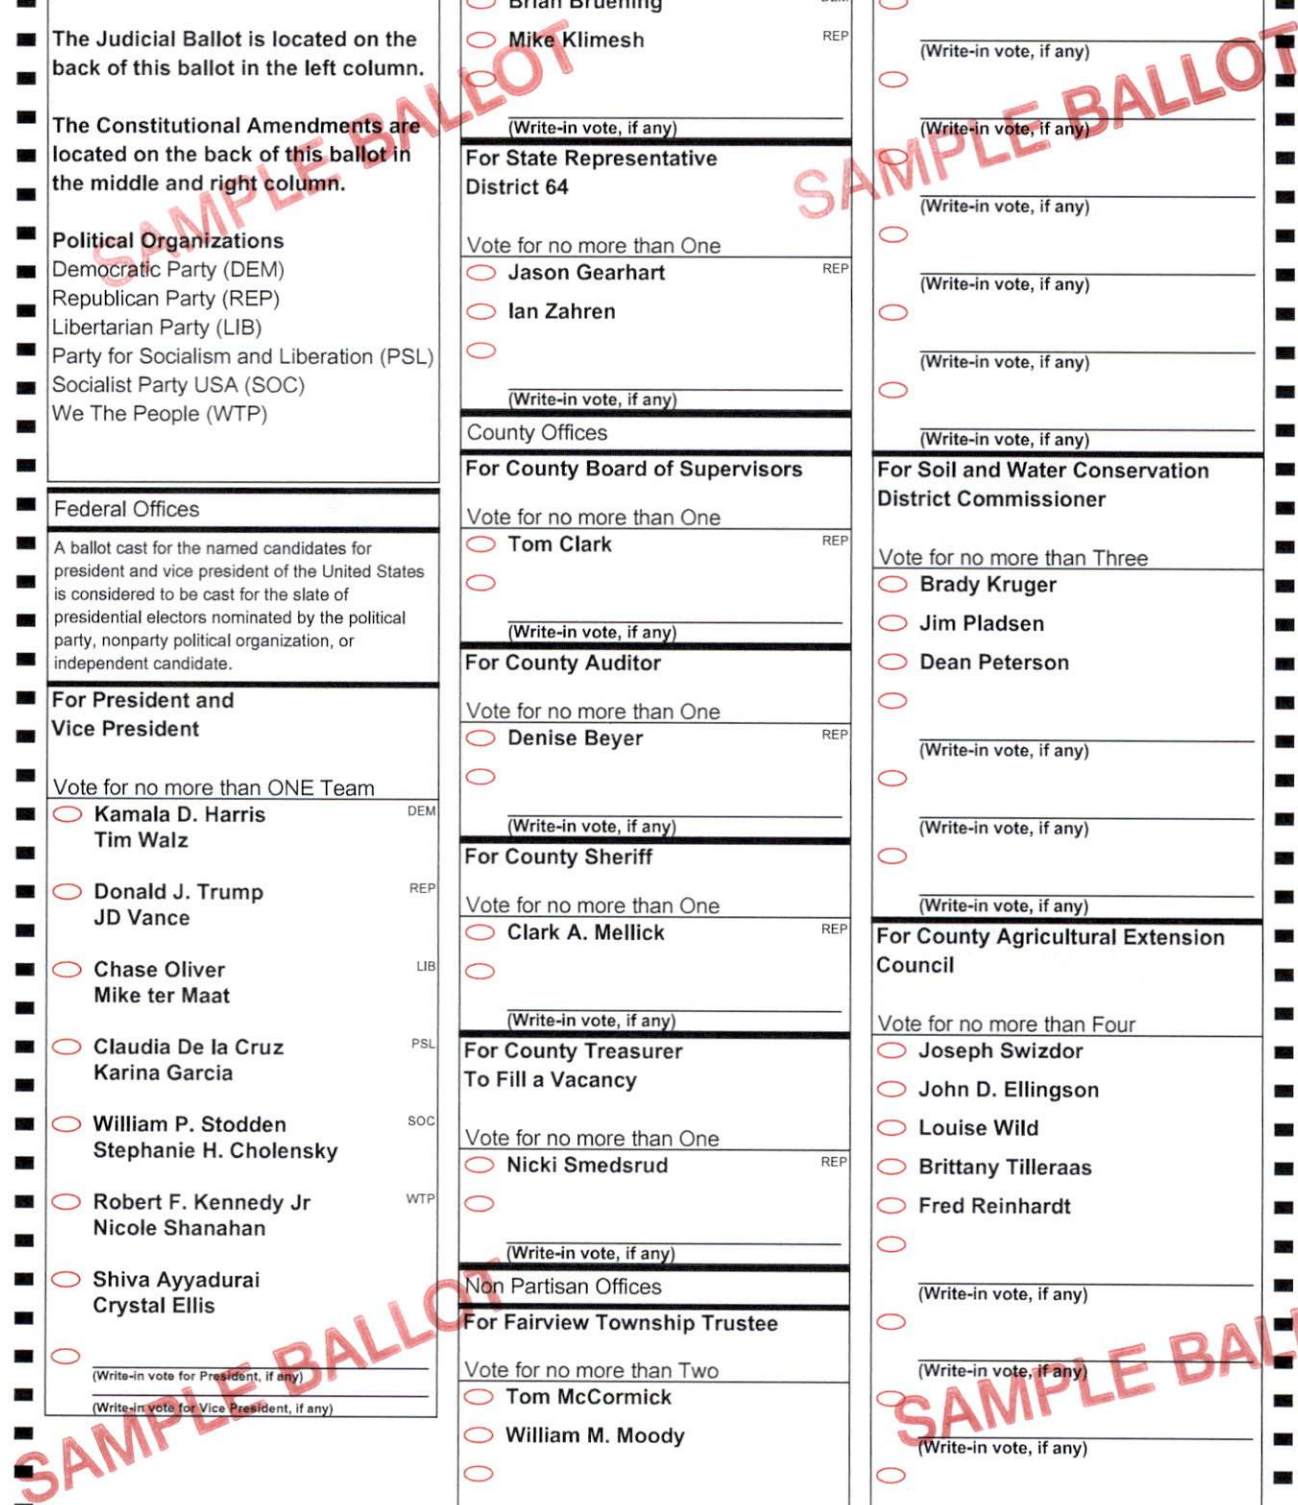 The Judicial Ballot is located on the
back of this ballot in the left column.
The Constitutional Amendments are
located on the back of this ballot in
the middle and right column.
Political Organizations
Democratic Party (DEM)
Republican Party (REP)
Libertarian Party (LIB)
Party for Socialism and Liberation (PSL)
Socialist Party USA (SOC)
We The People (WTP)
Federal Offices
A ballot cast for the named candidates for
president and vice president of the United States
is considered to be cast for the slate of
presidential electors nominated by the political
party, nonparty political organization, or
independent candidate.
For President and
Vice President
Vote for no more than ONE Team
Kamala D. Harris DEM
Tim Walz
Donald J. Trump REP
JD Vance
Chase Oliver LIB
Mike ter Maat
Claudia De la Cruz PSL
Karina Garcia
William P. Stodden SOC
Stephanie H. Cholensky
Robert F. Kennedy Jr WTP
Nicole Shanahan
Shiva Ayyadurai
Crystal Ellis
(Write-in vote for President, if any)
(Write-in vote for Vice President, if any)
Brian Bruening DEM
Mike Klimesh REP
(Write-in vote, if any)
For State Representative
District 64
Vote for no more than One
Jason Gearhart REP
Ian Zahren
(Write-in vote, if any)
County Offices
For County Board of Supervisors
Vote for no more than One
Tom Clark REP
(Write-in vote, if any)
For County Auditor
Vote for no more than One
Denise Beyer REP
(Write-in vote, if any)
For County Sheriff
Vote for no more than One
Clark A. Mellick REP
(Write-in vote, if any)
For County Treasurer
To Fill a Vacancy
Vote for no more than One
Nicki Smedsrud REP
(Write-in vote, if any)
Non Partisan Offices
For Fairview Township Trustee
Vote for no more than Two
Tom McCormick
William M. Moody
(Write-in vote, if any)
(Write-in vote, if any)
(Write-in vote, if any)
(Write-in vote, if any)
(Write-in vote, if any)
(Write-in vote, if any)
For Soil and Water Conservation
District Commissioner
Vote for no more than Three
Brady Kruger
Jim Pladsen
Dean Peterson
(Write-in vote, if any)
(Write-in vote, if any)
(Write-in vote, if any)
For County Agricultural Extension
Council
Vote for no more than Four
Joseph Swizdor
John D. Ellingson
Louise Wild
Brittany Tilleraas
Fred Reinhardt
(Write-in vote, if any)
(Write-in vote, if any)
(Write-in vote, if any)
SAMPLE BALLOT
SAMPLE BALLOT
SAMPLE BALLOT
SAMPLE BAL